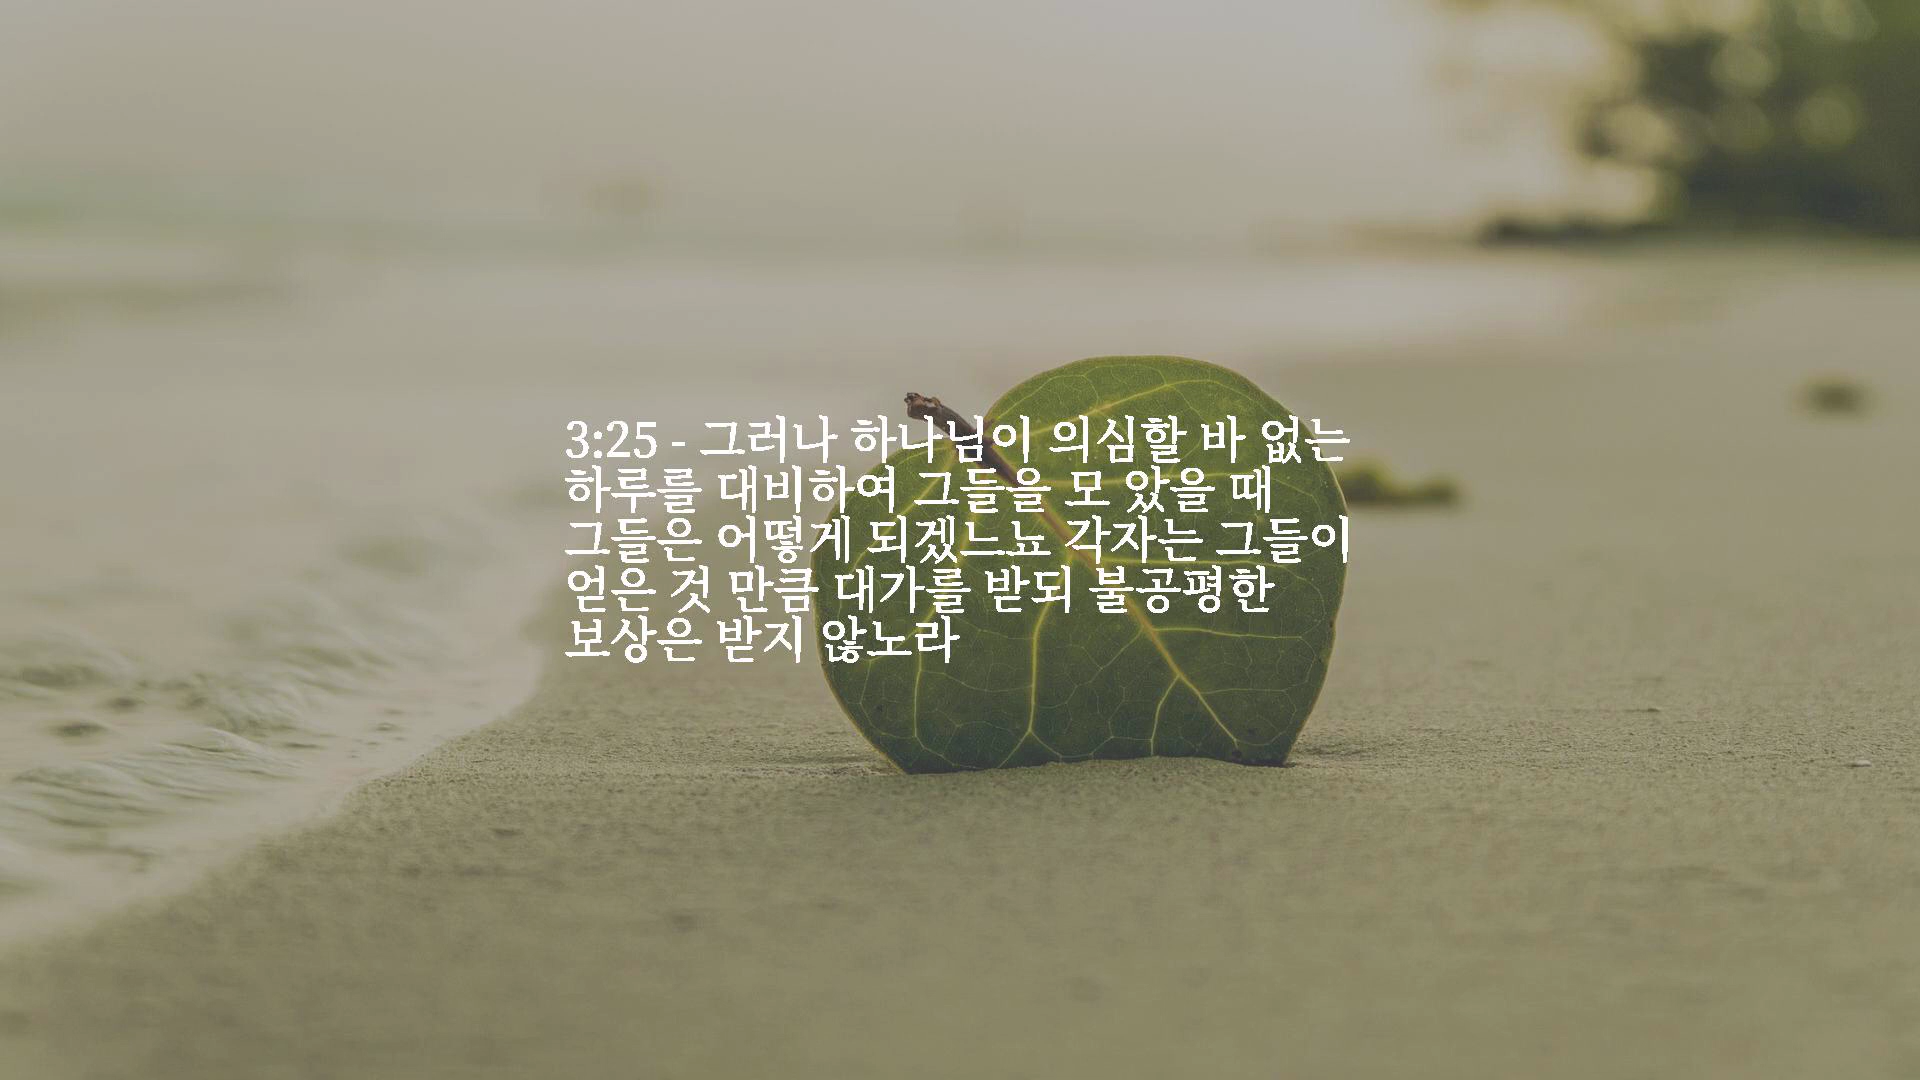 3:25 - 그러나 하나님이 의심할 바 없는
하루를 대비하여 그들을 모 았을 때
그들은 어떻게 되겠느뇨 각자는 그들이
얻은 것 만큼 대가를 받되 불공평한
보상은 받지 않노라